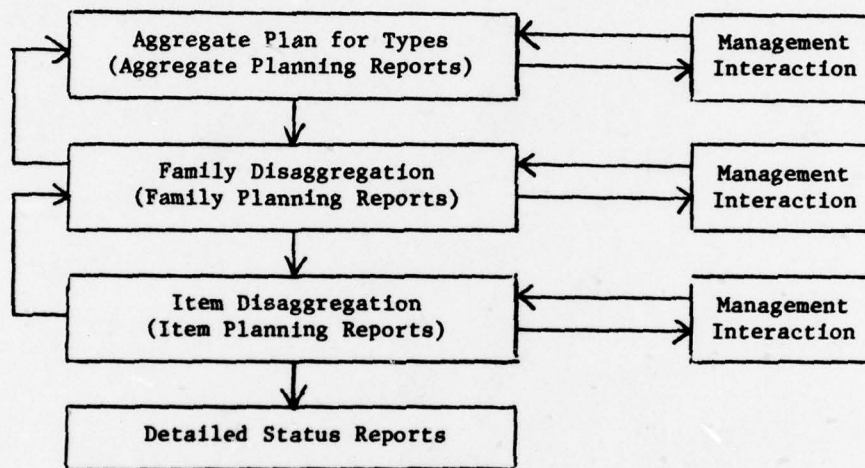 Aggregate Plan for Types
(Aggregate Planning Reports)
Management
Interaction
Family Disaggregation
(Family Planning Reports)
Management
Interaction
Item Disaggregation
(Item Planning Reports)
Management
Interaction
Detailed Status Reports